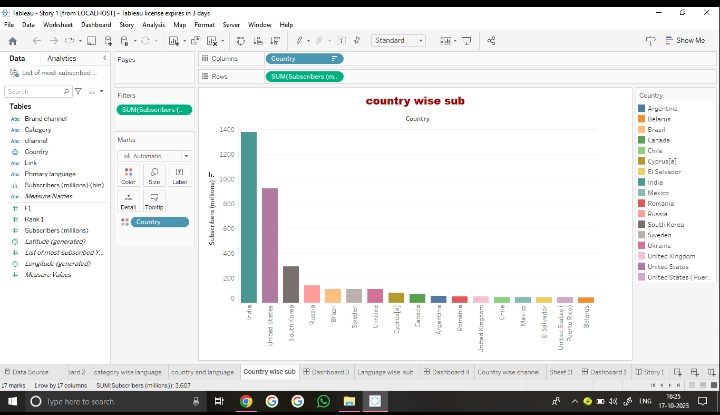 Tableau - Story 1 [from LOCALHOST] - Tableau license expires in 3 days
File Data Worksheet Dashboard Story Analysis Map Format Server Window Help
Standard
Show Me
Data Analytics
List of most-subscribed ...
Search
Tables
Abc Brand channel
Abc Category
Abc channel
Country
Abc Link
Abc Primary language
Subscribers (millions) (bin)
Abc Measure Names
# F1
# Rank 1
# Subscribers (millions)
Latitude (generated)
# List of most-subscribed Y...
Longitude (generated)
# Measure Values
Pages
Filters
SUM(Subscribers (..
Marks
Automatic
Color Size Label
Detail Tooltip
Country
Columns Country
Rows SUM(Subscribers (m..
country wise sub
Country
Subscribers (millions)
1400
1200
1000
800
600
400
200
0
India
United States
South Korea
Russia
Brazil
Sweden
Ukraine
Cyprus[a]
Canada
Argentina
Romania
United Kingdom
Chile
Mexico
El Salvador
United States (
Puerto Rico)
Belarus
Country
Argentina
Belarus
Brazil
Canada
Chile
Cyprus[a]
El Salvador
India
Mexico
Romania
Russia
South Korea
Sweden
Ukraine
United Kingdom
United States
United States ( Puer..
Data Source oard 2 category wise language country and language Country wise sub Dashboard 3 Language wise sub Dashboard 4 Country wise channel Sheet 11 Dashboard 1 Story 1
17 marks 1 row by 17 columns SUM(Subscribers (millions)): 3,607
Type here to search
ENG
16:25
17-10-2023